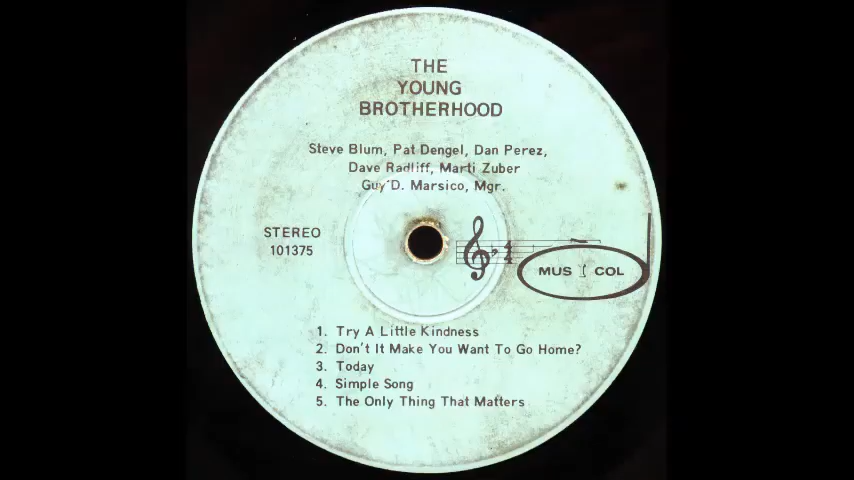 THE
YOUNG
BROTHERHOOD
Steve Blum, Pat Dengel, Dan Perez,
Dave Radliff, Marti Zuber
Guy D. Marsico, Mgr.
STEREO
101375
4
4
MUS I COL
1. Try A Little Kindness
2. Don't It Make You Want To Go Home?
3. Today
4. Simple Song
5. The Only Thing That Matters